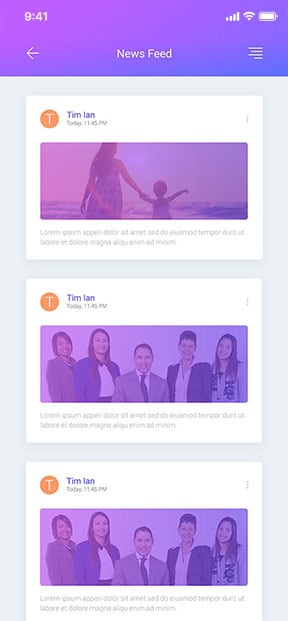 9:41
News Feed
T
Tim Ian
Today, 11:45 PM
Lorem ipsum apperi dolor sit amet sed do eiusmod tempor dunt ut
labore et dolore magna aliqu enim ad minim.
T
Tim Ian
Today, 11:45 PM
Lorem ipsum apperi dolor sit amet sed do eiusmod tempor dunt ut
labore et dolore magna aliqu enim ad minim.
T
Tim Ian
Today, 11:45 PM
Lorem ipsum apperi dolor sit amet sed do eiusmod tempor dunt ut
labore et dolore magna aliqu enim ad minim.